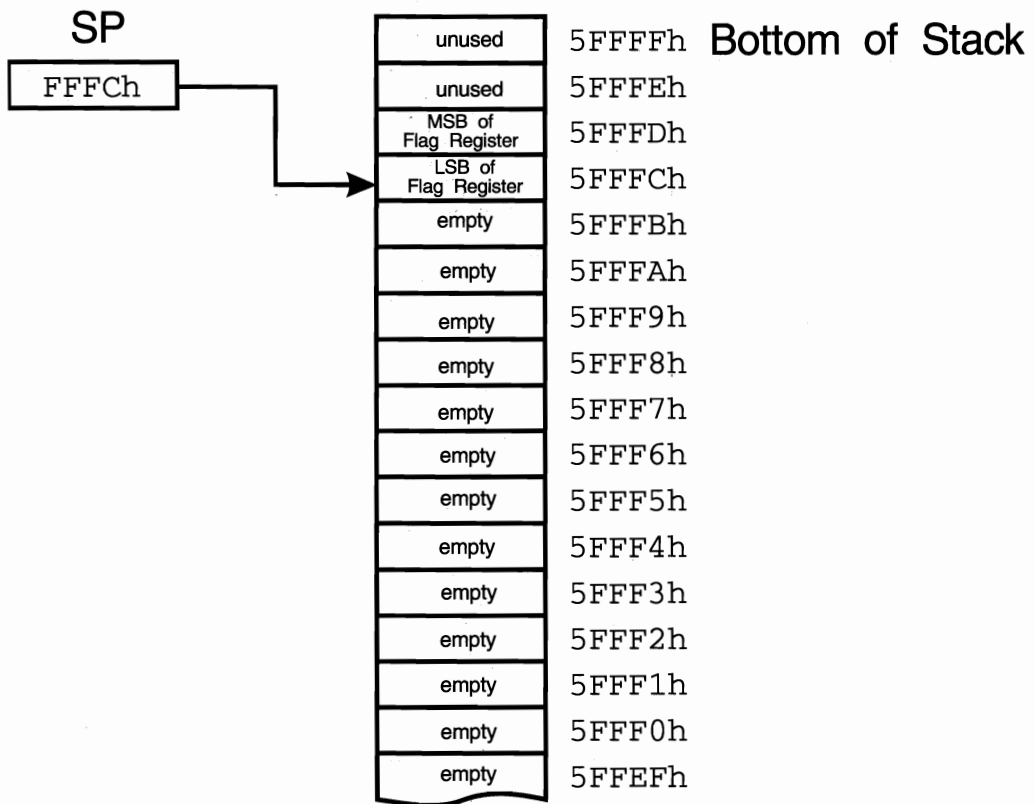 SP
FFFCh
unused 5FFFFh Bottom of Stack
unused 5FFFEh
MSB of
Flag Register 5FFFDh
LSB of
Flag Register 5FFFCh
empty 5FFFBh
empty 5FFFAh
empty 5FFF9h
empty 5FFF8h
empty 5FFF7h
empty 5FFF6h
empty 5FFF5h
empty 5FFF4h
empty 5FFF3h
empty 5FFF2h
empty 5FFF1h
empty 5FFF0h
empty 5FFEFh